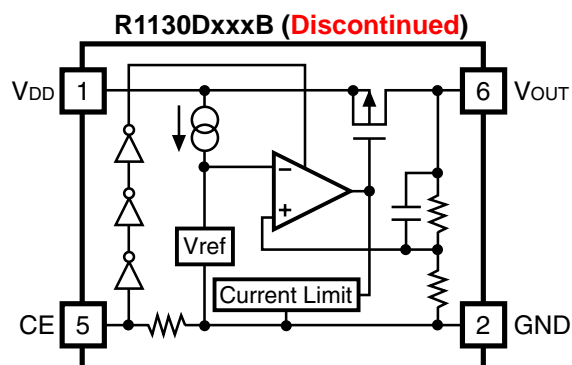 R1130DxxxB (Discontinued)
VDD 1
6 VOUT
−
+
Vref
Current Limit
CE 5
2 GND